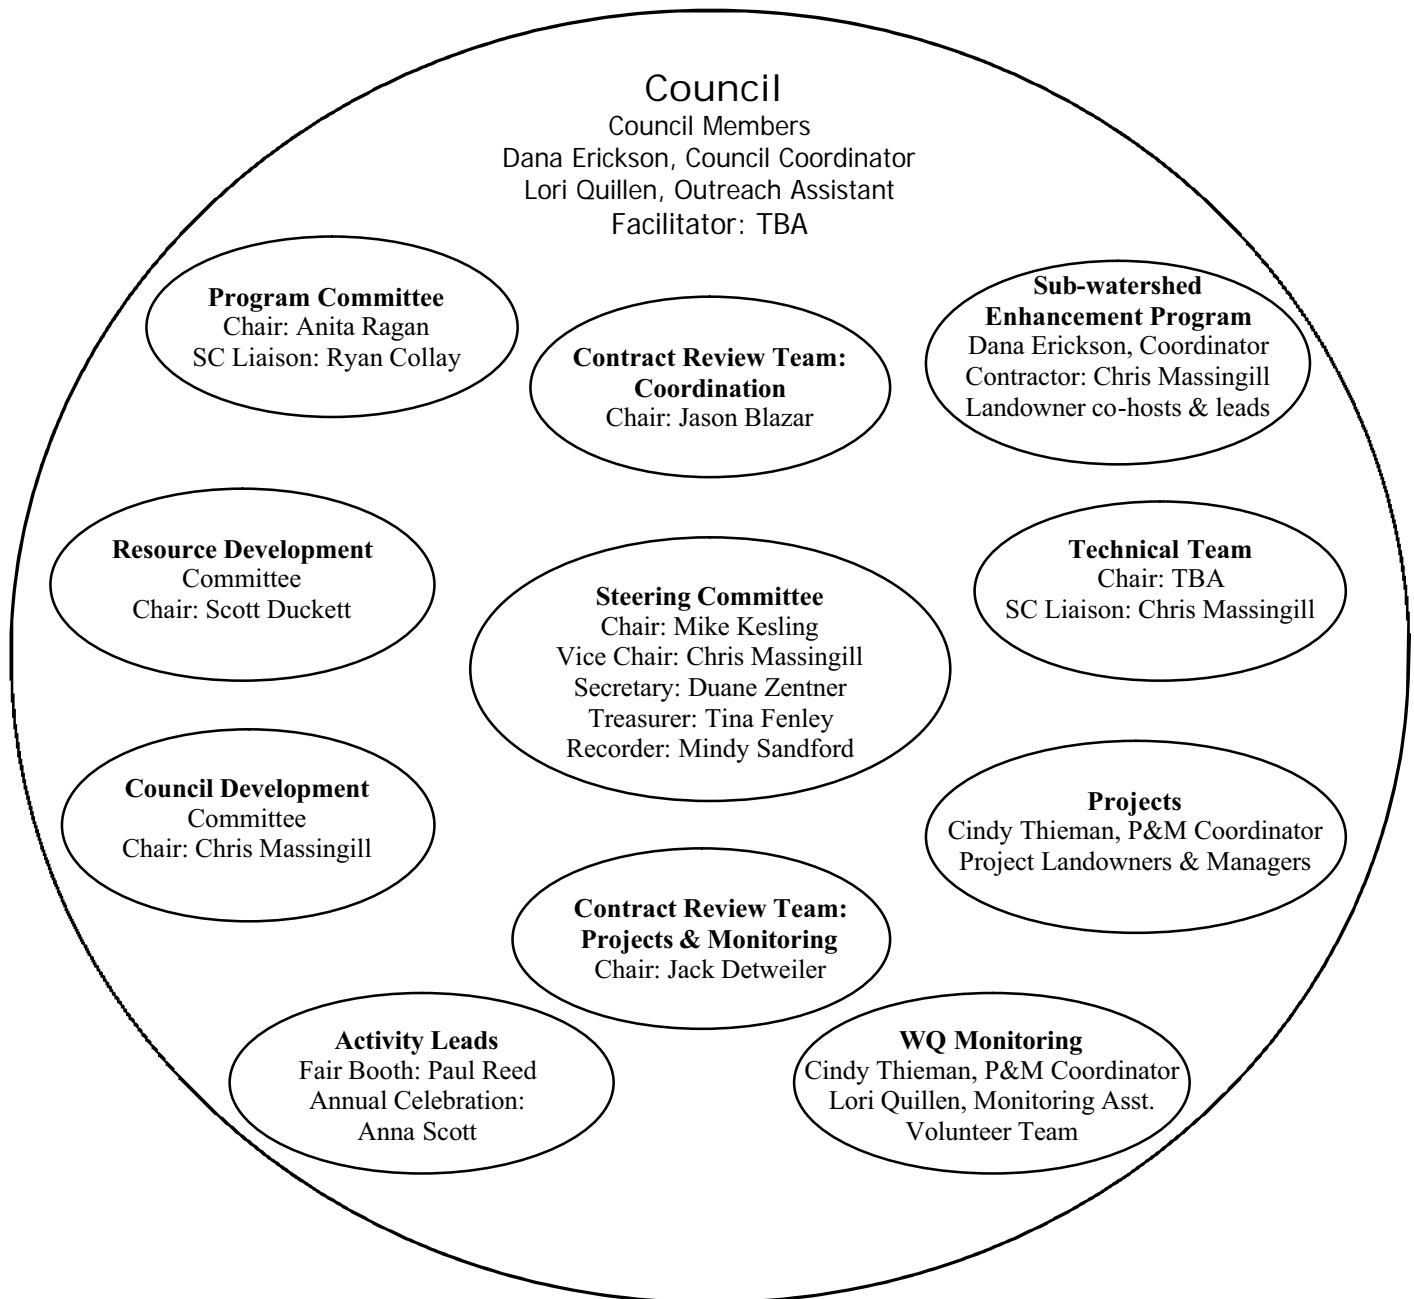 Council
Council Members
Dana Erickson, Council Coordinator
Lori Quillen, Outreach Assistant
Facilitator: TBA
Program Committee
Chair: Anita Ragan
SC Liaison: Ryan Collay
Contract Review Team:
Coordination
Chair: Jason Blazar
Sub-watershed
Enhancement Program
Dana Erickson, Coordinator
Contractor: Chris Massingill
Landowner co-hosts & leads
Resource Development
Committee
Chair: Scott Duckett
Steering Committee
Chair: Mike Kesling
Vice Chair: Chris Massingill
Secretary: Duane Zentner
Treasurer: Tina Fenley
Recorder: Mindy Sandford
Technical Team
Chair: TBA
SC Liaison: Chris Massingill
Council Development
Committee
Chair: Chris Massingill
Projects
Cindy Thieman, P&M Coordinator
Project Landowners & Managers
Contract Review Team:
Projects & Monitoring
Chair: Jack Detweiler
Activity Leads
Fair Booth: Paul Reed
Annual Celebration:
Anna Scott
WQ Monitoring
Cindy Thieman, P&M Coordinator
Lori Quillen, Monitoring Asst.
Volunteer Team